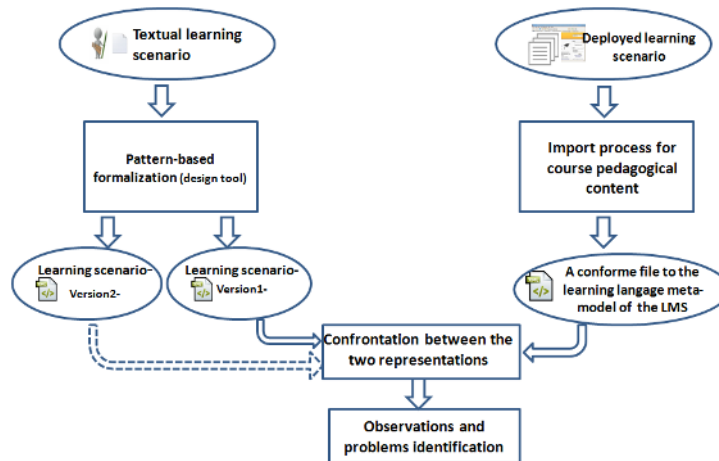 Textual learning
scenario
Deployed learning
scenario
Pattern-based
formalization (design tool)
Import process for
course pedagogical
content
Learning scenario-
Version2-
Learning scenario-
Version1-
A conforme file to the
learning langage meta-
model of the LMS
Confrontation between the
two representations
Observations and
problems identification